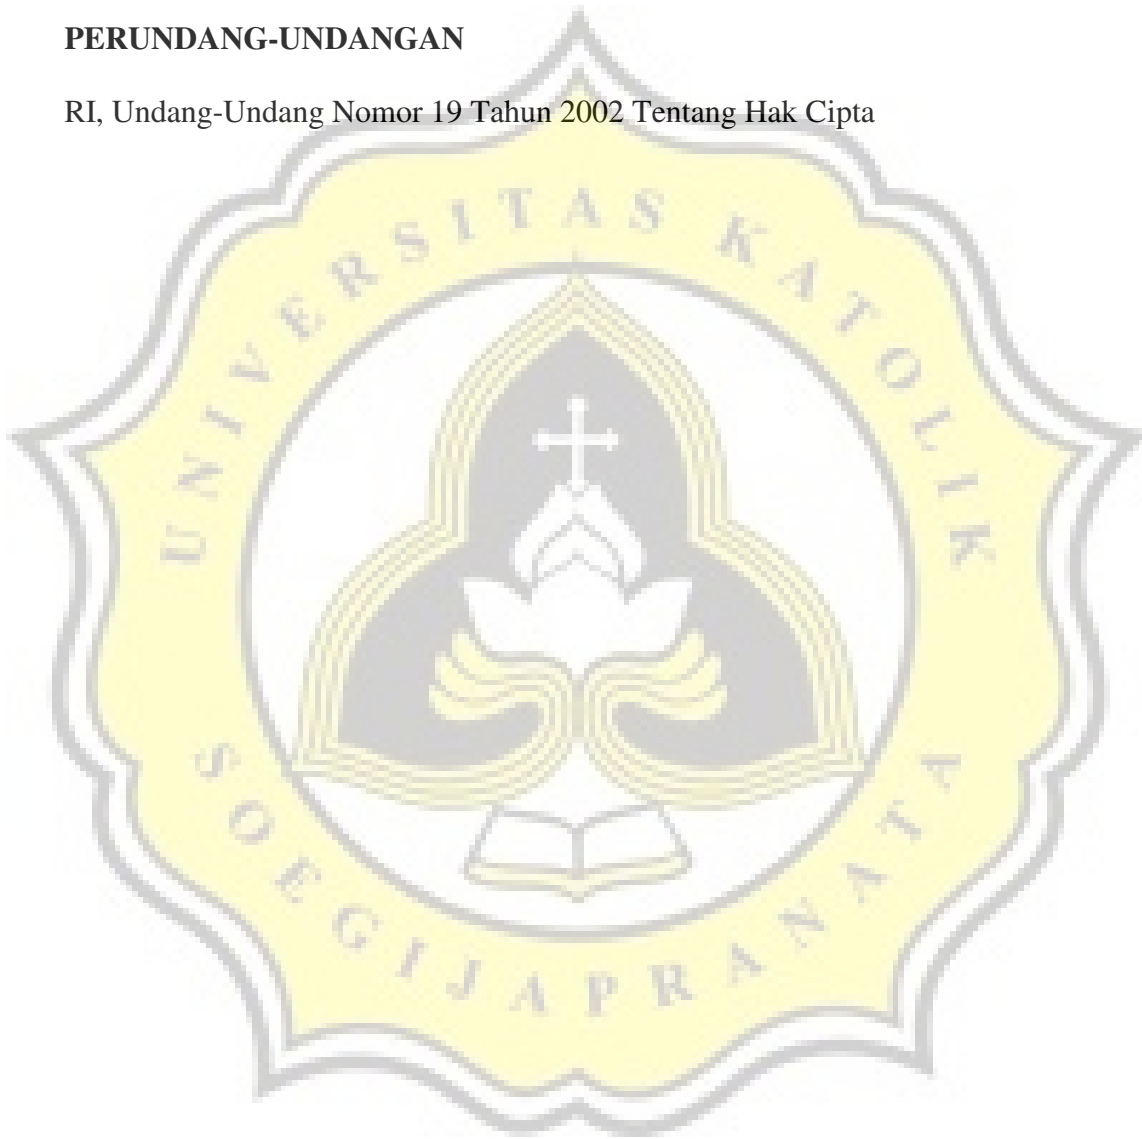 PERUNDANG-UNDANGAN
RI, Undang-Undang Nomor 19 Tahun 2002 Tentang Hak Cipta
UNIVERSITAS KATOLIK
SOEGIJAPRANATA